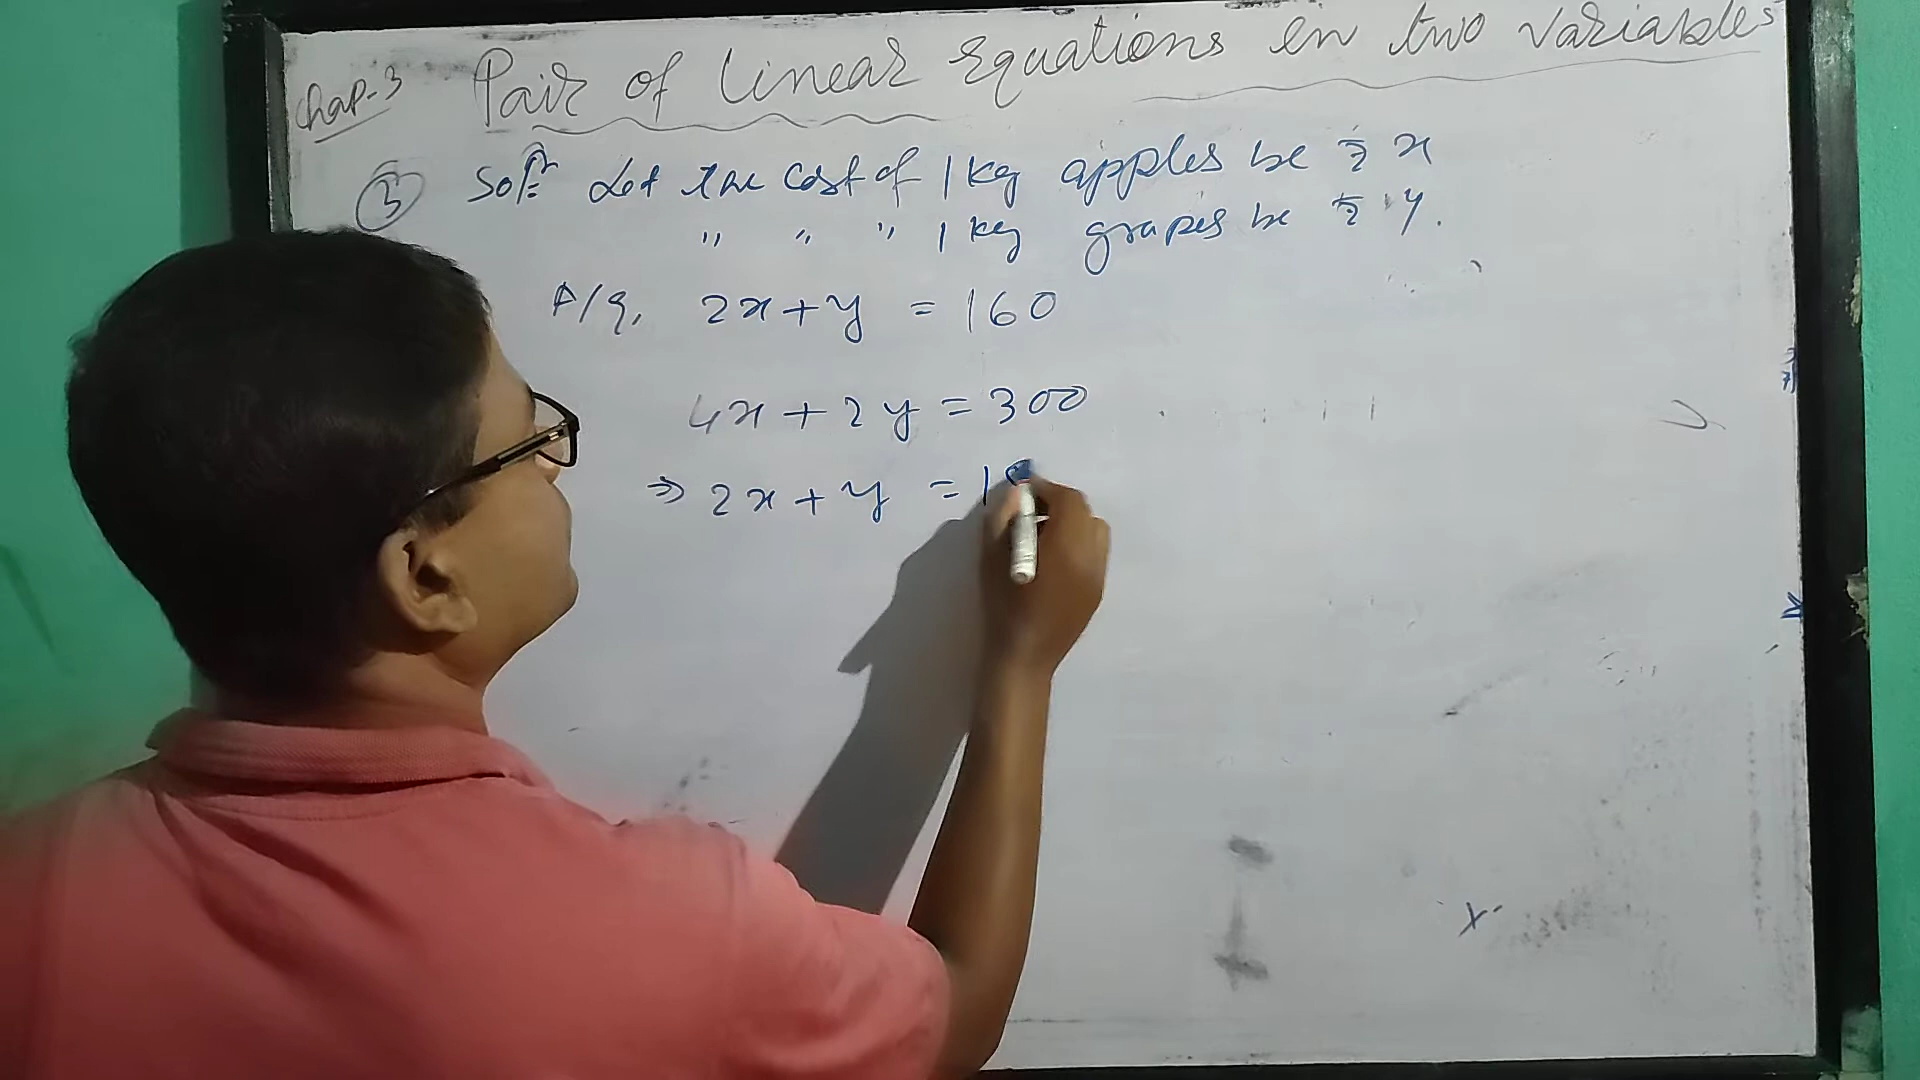 Chap-3 Pair of Linear Equations in two variables
③ Solⁿ: Let the cost of 1 kg apples be ₹ x
" " " 1 kg grapes be ₹ y.
A/q, 2x + y = 160
4x + 2y = 300
⇒ 2x + y = 15